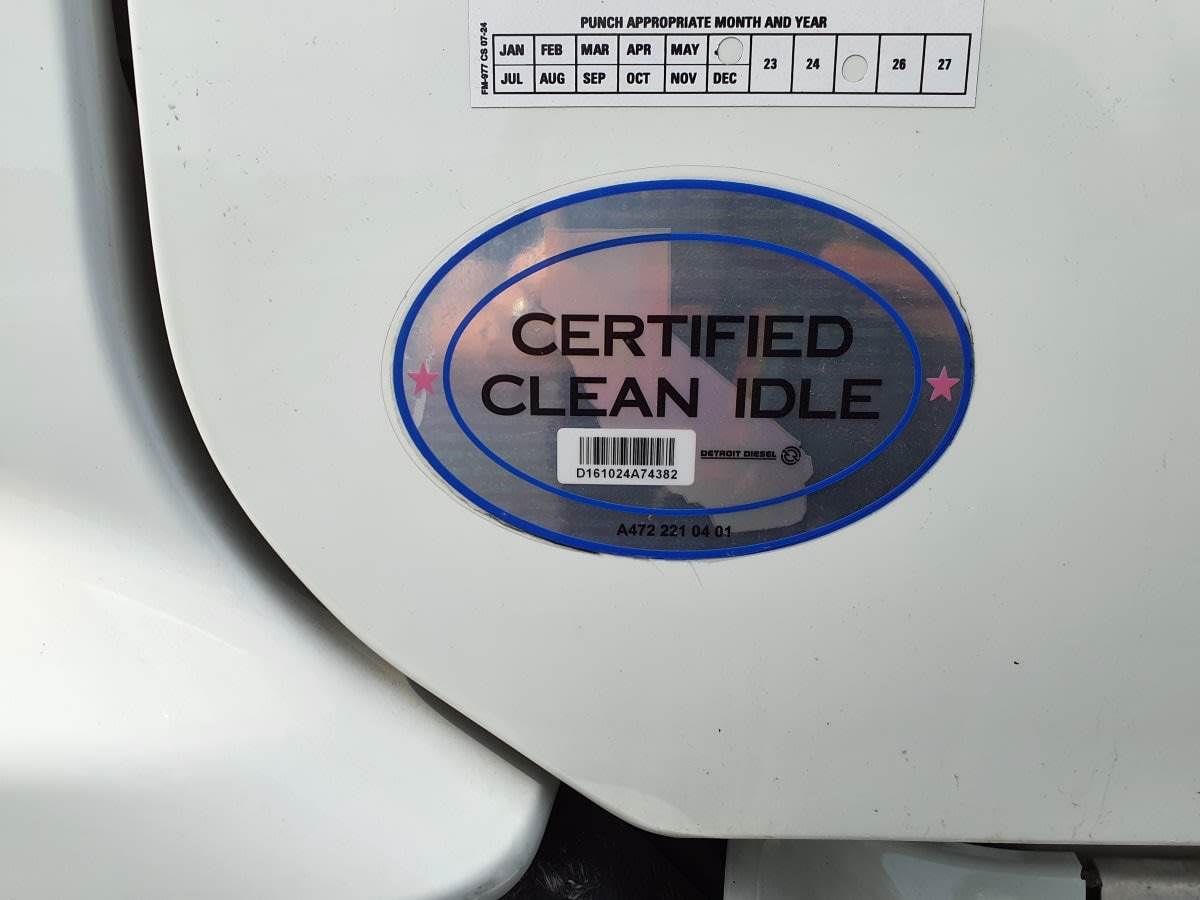 PUNCH APPROPRIATE MONTH AND YEAR
FM-977 CS 07-24
JAN FEB MAR APR MAY 23 24 26 27
JUL AUG SEP OCT NOV DEC
CERTIFIED
CLEAN IDLE
DETROIT DIESEL
D161024A74382
A472 221 04 01